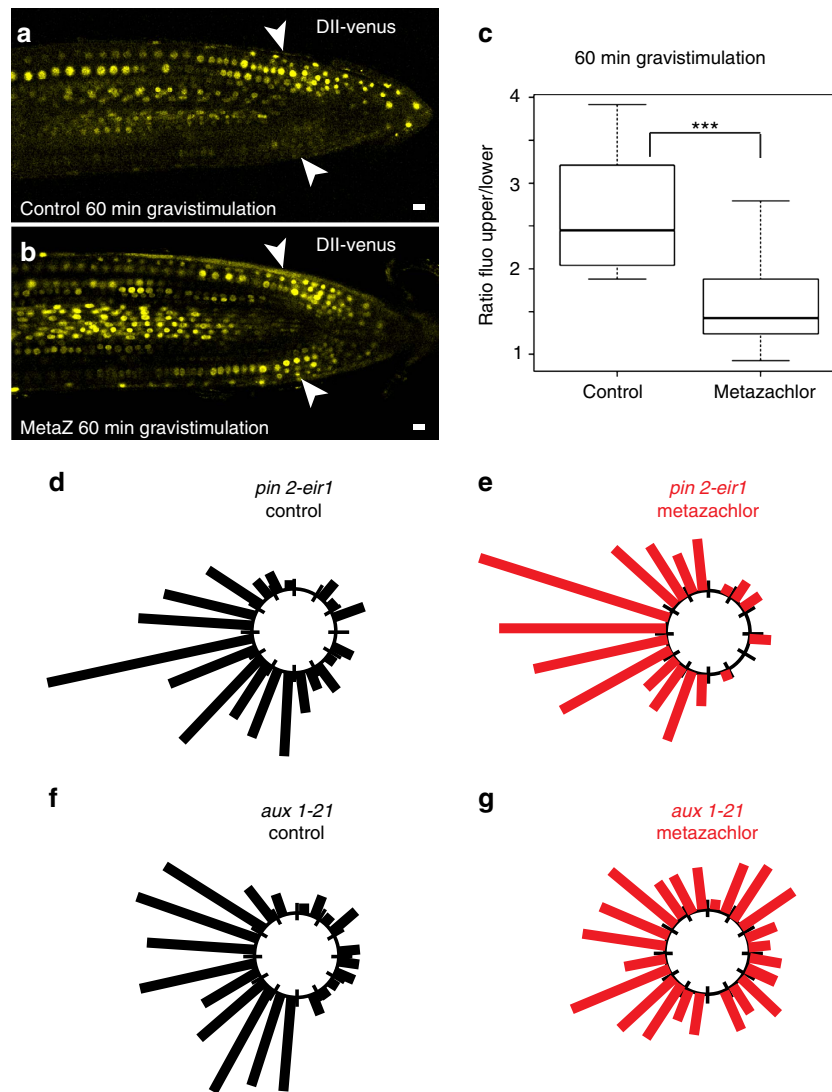 a
DII-venus
Control 60 min gravistimulation
b
DII-venus
MetaZ 60 min gravistimulation
c
60 min gravistimulation
Ratio fluo upper/lower
4
3
2
1
***
Control
Metazachlor
d
pin 2-eir1
control
e
pin 2-eir1
metazachlor
f
aux 1-21
control
g
aux 1-21
metazachlor